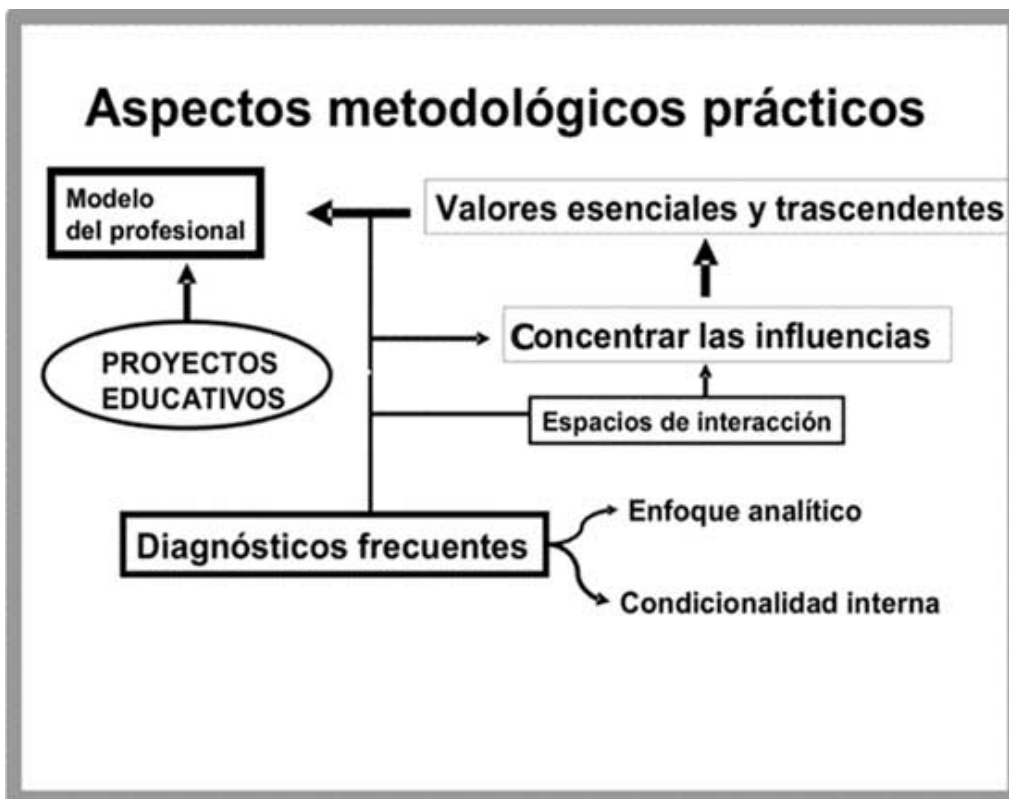 Aspectos metodológicos prácticos
Modelo
del profesional
Valores esenciales y trascendentes
Concentrar las influencias
PROYECTOS
EDUCATIVOS
Espacios de interacción
Diagnósticos frecuentes
Enfoque analítico
Condicionalidad interna